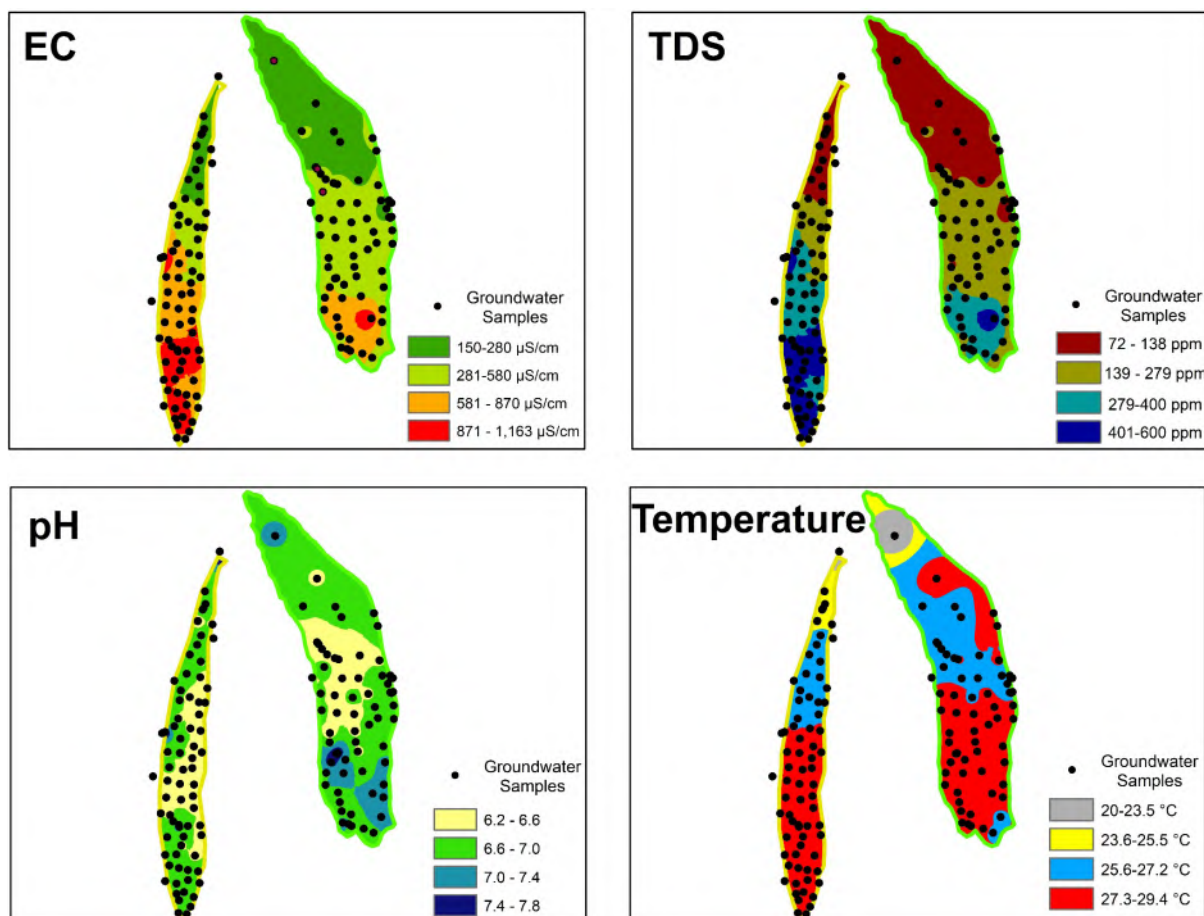 EC
Groundwater
Samples
150-280 µS/cm
281-580 µS/cm
581 - 870 µS/cm
871 - 1,163 µS/cm
TDS
Groundwater
Samples
72 - 138 ppm
139 - 279 ppm
279-400 ppm
401-600 ppm
pH
Groundwater
Samples
6.2 - 6.6
6.6 - 7.0
7.0 - 7.4
7.4 - 7.8
Temperature
Groundwater
Samples
20-23.5 °C
23.6-25.5 °C
25.6-27.2 °C
27.3-29.4 °C